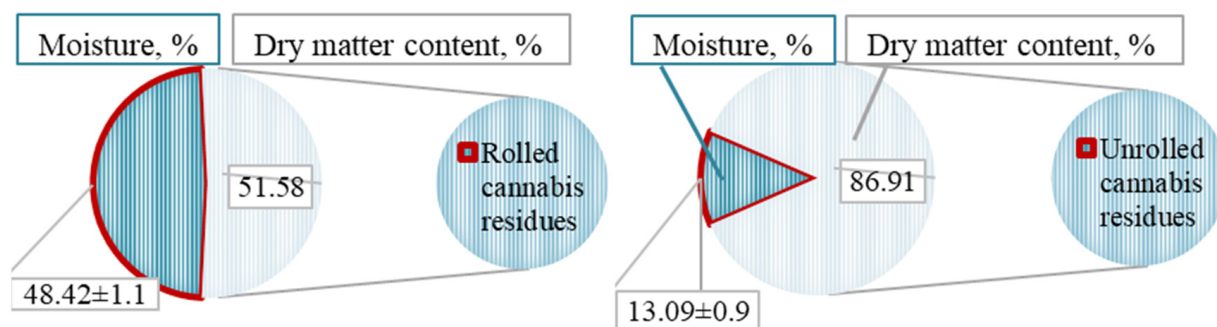 Moisture, %
Dry matter content, %
51.58
48.42±1.1
Rolled
cannabis
residues
Moisture, %
Dry matter content, %
86.91
13.09±0.9
Unrolled
cannabis
residues